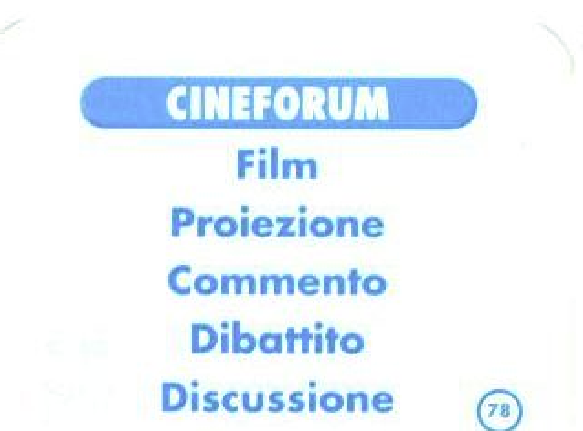 CINEFORUM
Film
Proiezione
Commento
Dibattito
Discussione
78